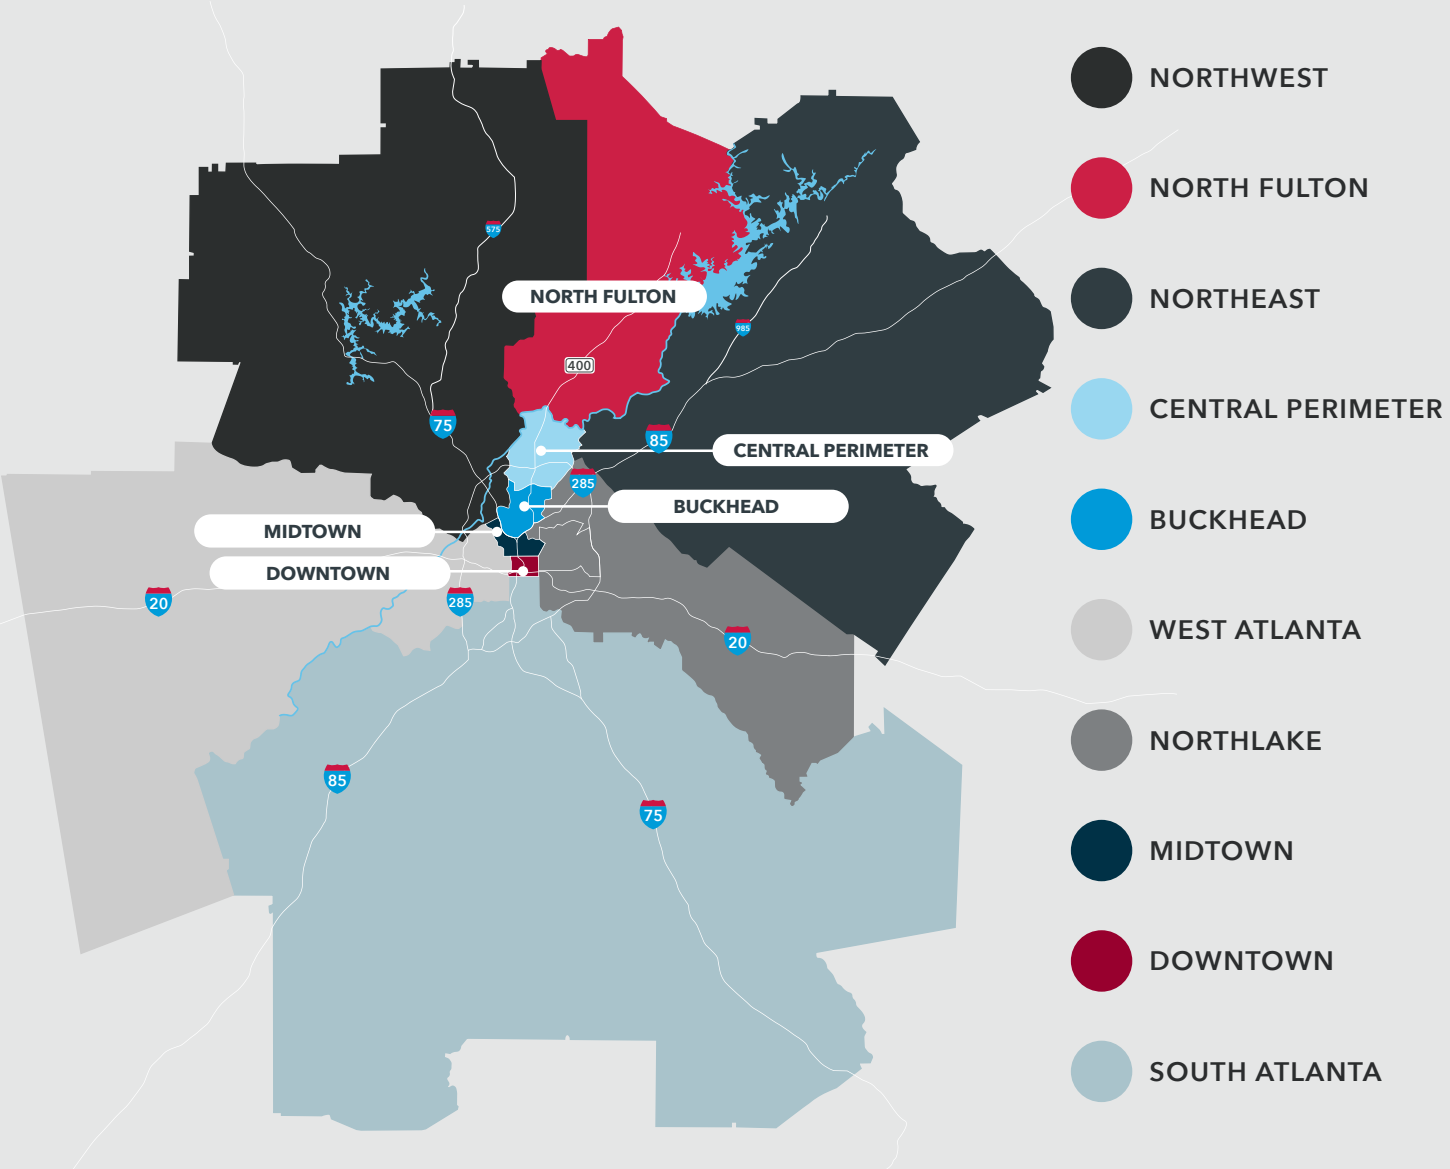 NORTHWEST
NORTH FULTON
575
NORTH FULTON
NORTHEAST
985
400
CENTRAL PERIMETER
75
85
CENTRAL PERIMETER
285
BUCKHEAD
BUCKHEAD
MIDTOWN
DOWNTOWN
20
285
WEST ATLANTA
20
NORTHLAKE
85
75
MIDTOWN
DOWNTOWN
SOUTH ATLANTA